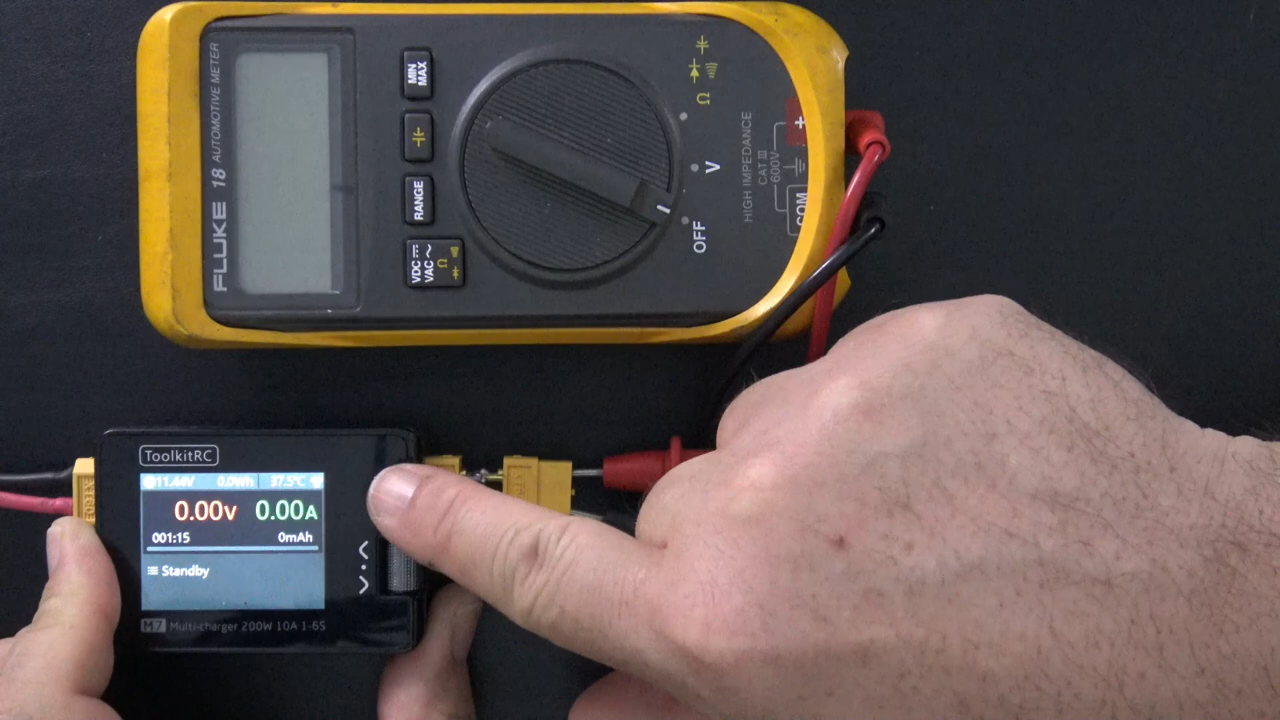 FLUKE 18 AUTOMOTIVE METER
MIN
MAX
RANGE
VDC
VAC
Ω
Ω
V
OFF
HIGH IMPEDANCE
CAT III
600V
+
COM
ToolkitRC
11.44V 0.0Wh 37.5°C
0.00V 0.00A
001:15 0mAh
Standby
M7 Multi-charger 200W 10A 1-6S